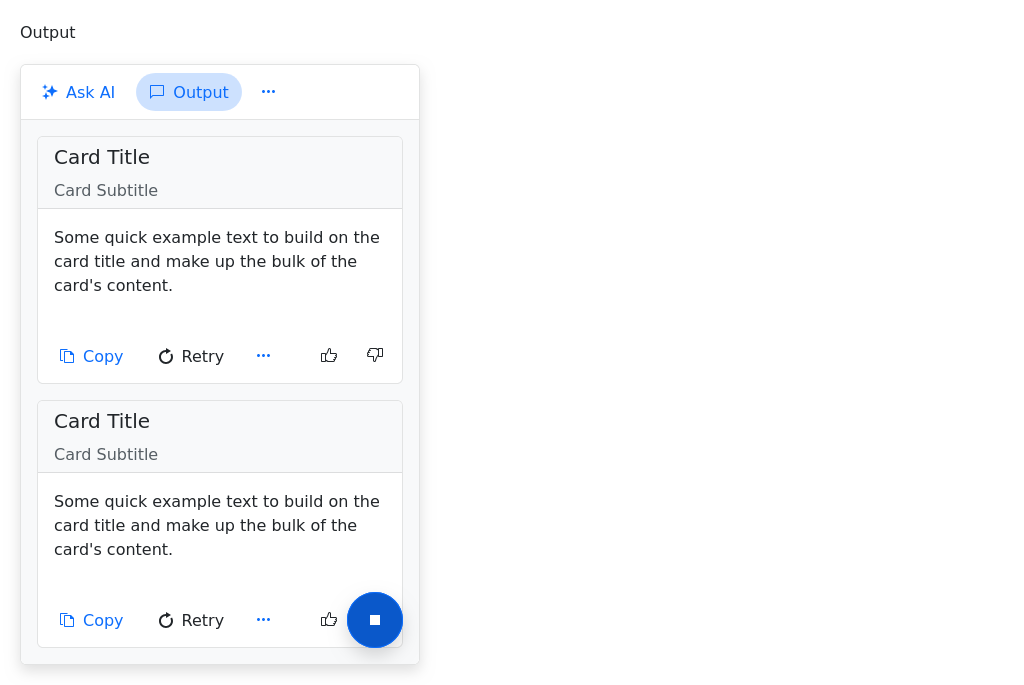 Output
Ask AI Output
Card Title
Card Subtitle
Some quick example text to build on the
card title and make up the bulk of the
card's content.
Copy Retry
Card Title
Card Subtitle
Some quick example text to build on the
card title and make up the bulk of the
card's content.
Copy Retry